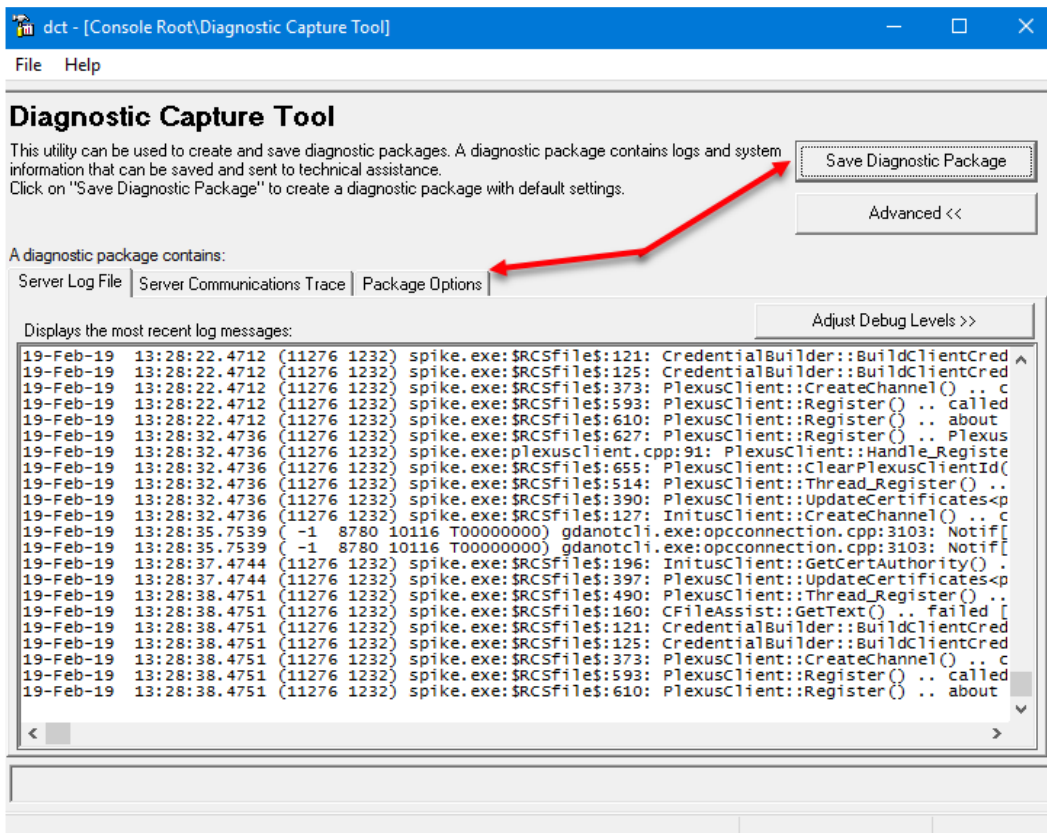 dct - [Console Root\Diagnostic Capture Tool]
File Help
Diagnostic Capture Tool
This utility can be used to create and save diagnostic packages. A diagnostic package contains logs and system
information that can be saved and sent to technical assistance.
Click on "Save Diagnostic Package" to create a diagnostic package with default settings.
Save Diagnostic Package
Advanced <<
A diagnostic package contains:
Server Log File Server Communications Trace Package Options
Displays the most recent log messages:
Adjust Debug Levels >>
19-Feb-19 13:28:22.4712 (11276 1232) spike.exe:$RCSfile$:121: CredentialBuilder::BuildClientCred
19-Feb-19 13:28:22.4712 (11276 1232) spike.exe:$RCSfile$:125: CredentialBuilder::BuildClientCred
19-Feb-19 13:28:22.4712 (11276 1232) spike.exe:$RCSfile$:373: PlexusClient::CreateChannel() .. c
19-Feb-19 13:28:22.4712 (11276 1232) spike.exe:$RCSfile$:593: PlexusClient::Register() .. called
19-Feb-19 13:28:22.4712 (11276 1232) spike.exe:$RCSfile$:610: PlexusClient::Register() .. about
19-Feb-19 13:28:32.4736 (11276 1232) spike.exe:$RCSfile$:627: PlexusClient::Register() .. Plexus
19-Feb-19 13:28:32.4736 (11276 1232) spike.exe:plexusclient.cpp:91: PlexusClient::Handle_Registe
19-Feb-19 13:28:32.4736 (11276 1232) spike.exe:$RCSfile$:655: PlexusClient::ClearPlexusClientId(
19-Feb-19 13:28:32.4736 (11276 1232) spike.exe:$RCSfile$:514: PlexusClient::Thread_Register() ..
19-Feb-19 13:28:32.4736 (11276 1232) spike.exe:$RCSfile$:390: PlexusClient::UpdateCertificates<p
19-Feb-19 13:28:32.4736 (11276 1232) spike.exe:$RCSfile$:127: InitusClient::CreateChannel() .. c
19-Feb-19 13:28:35.7539 ( -1 8780 10116 T00000000) gdanotcli.exe:opcconnection.cpp:3103: Notif[
19-Feb-19 13:28:35.7539 ( -1 8780 10116 T00000000) gdanotcli.exe:opcconnection.cpp:3103: Notif[
19-Feb-19 13:28:37.4744 (11276 1232) spike.exe:$RCSfile$:196: InitusClient::GetCertAuthority() .
19-Feb-19 13:28:37.4744 (11276 1232) spike.exe:$RCSfile$:397: PlexusClient::UpdateCertificates<p
19-Feb-19 13:28:38.4751 (11276 1232) spike.exe:$RCSfile$:490: PlexusClient::Thread_Register() ..
19-Feb-19 13:28:38.4751 (11276 1232) spike.exe:$RCSfile$:160: CFileAssist::GetText() .. failed [
19-Feb-19 13:28:38.4751 (11276 1232) spike.exe:$RCSfile$:121: CredentialBuilder::BuildClientCred
19-Feb-19 13:28:38.4751 (11276 1232) spike.exe:$RCSfile$:125: CredentialBuilder::BuildClientCred
19-Feb-19 13:28:38.4751 (11276 1232) spike.exe:$RCSfile$:373: PlexusClient::CreateChannel() .. c
19-Feb-19 13:28:38.4751 (11276 1232) spike.exe:$RCSfile$:593: PlexusClient::Register() .. called
19-Feb-19 13:28:38.4751 (11276 1232) spike.exe:$RCSfile$:610: PlexusClient::Register() .. about